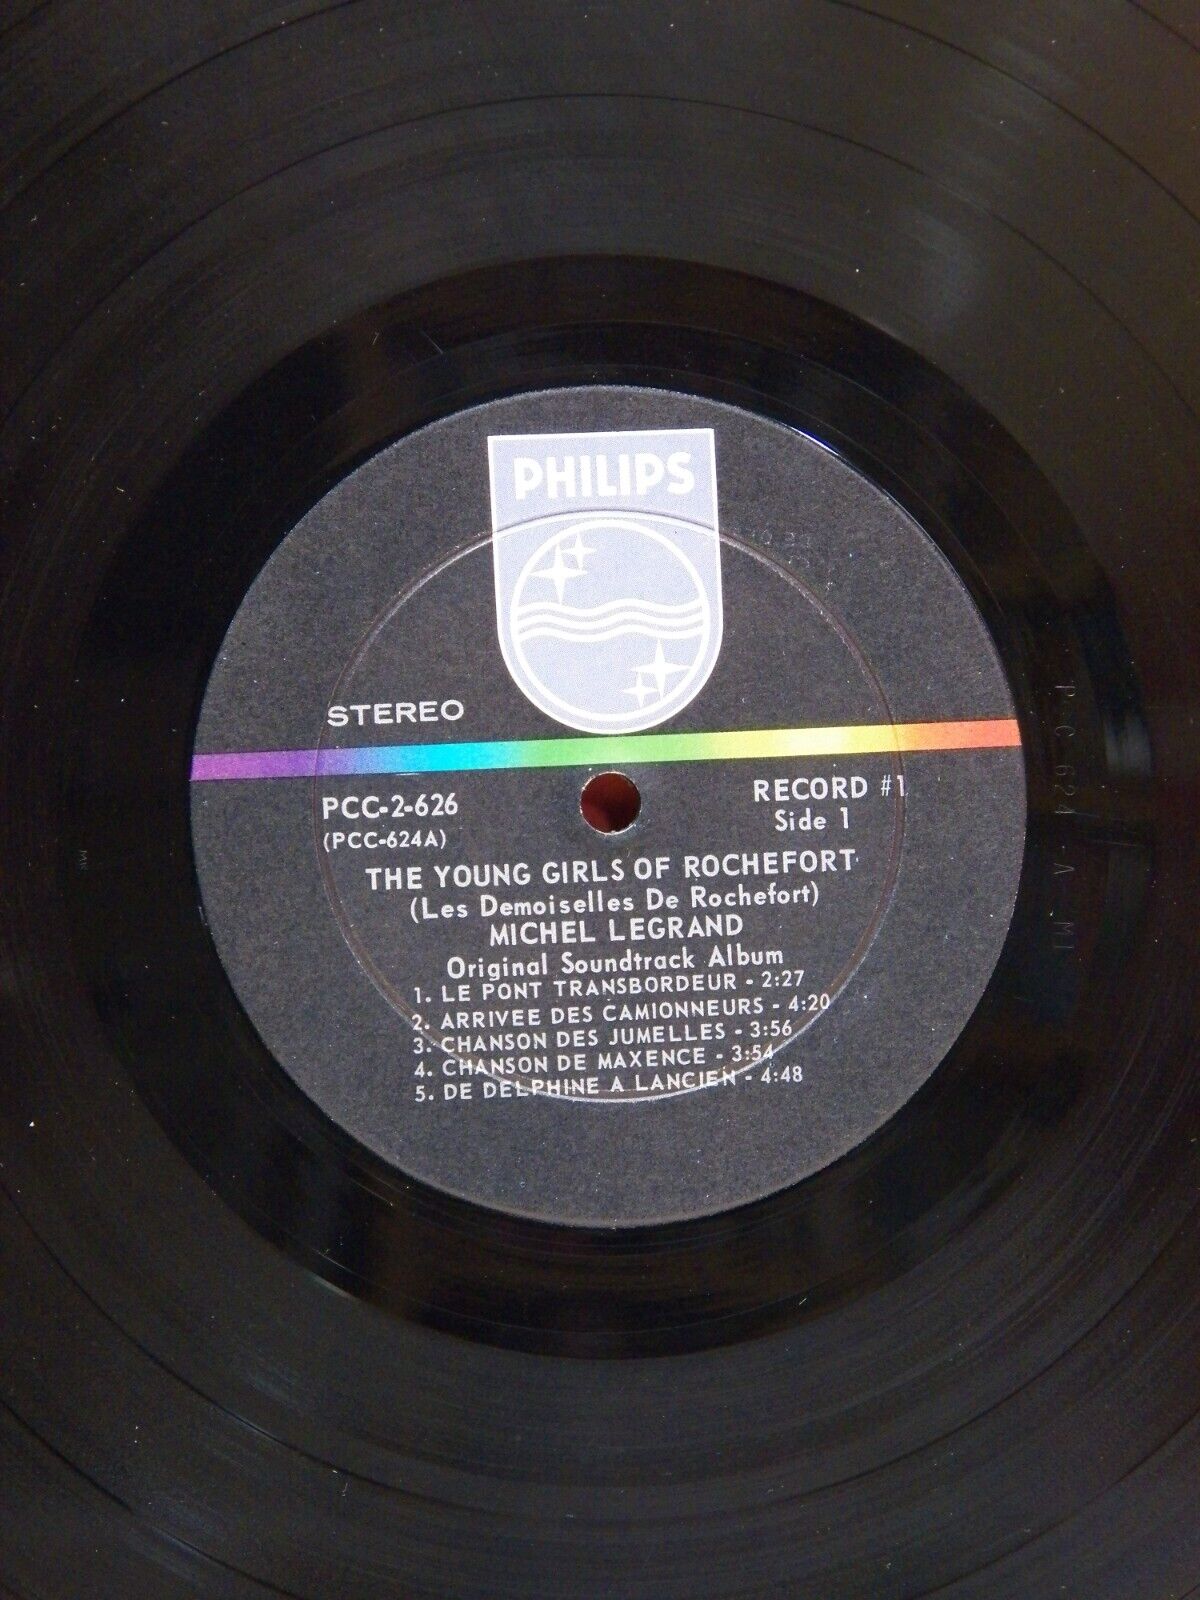 PHILIPS
STEREO
PCC-2-626
(PCC-624A)
RECORD #1
Side 1
THE YOUNG GIRLS OF ROCHEFORT
(Les Demoiselles De Rochefort)
MICHEL LEGRAND
Original Soundtrack Album
1. LE PONT TRANSBORDEUR - 2:27
2. ARRIVEE DES CAMIONNEURS - 4:20
3. CHANSON DES JUMELLES - 3:56
4. CHANSON DE MAXENCE - 3:54
5. DE DELPHINE A LANCIEN - 4:48